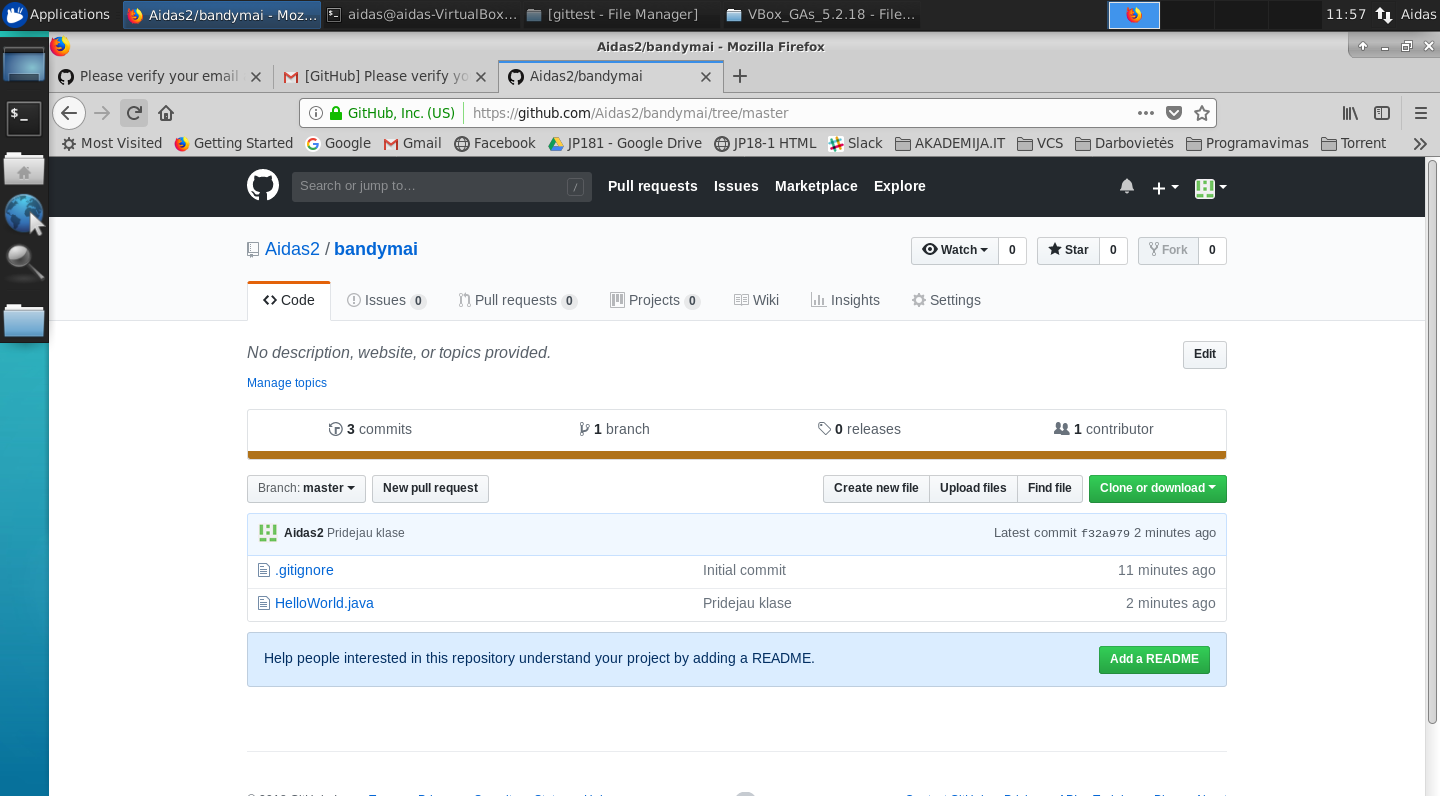 Applications Aidas2/bandymai - Moz... aidas@aidas-VirtualBox... [gittest - File Manager] VBox_GAs_5.2.18 - File... 11:57 Aidas
Aidas2/bandymai - Mozilla Firefox
Please verify your email [GitHub] Please verify yo Aidas2/bandymai
GitHub, Inc. (US) https://github.com/Aidas2/bandymai/tree/master
Most Visited Getting Started Google Gmail Facebook JP181 - Google Drive JP18-1 HTML Slack AKADEMIJA.IT VCS Darbovietės Programavimas Torrent
Search or jump to... / Pull requests Issues Marketplace Explore
Aidas2 / bandymai Watch 0 Star 0 Fork 0
Code Issues 0 Pull requests 0 Projects 0 Wiki Insights Settings
No description, website, or topics provided. Edit
Manage topics
3 commits 1 branch 0 releases 1 contributor
Branch: master New pull request Create new file Upload files Find file Clone or download
Aidas2 Pridejau klase Latest commit f32a979 2 minutes ago
.gitignore Initial commit 11 minutes ago
HelloWorld.java Pridejau klase 2 minutes ago
Help people interested in this repository understand your project by adding a README. Add a README